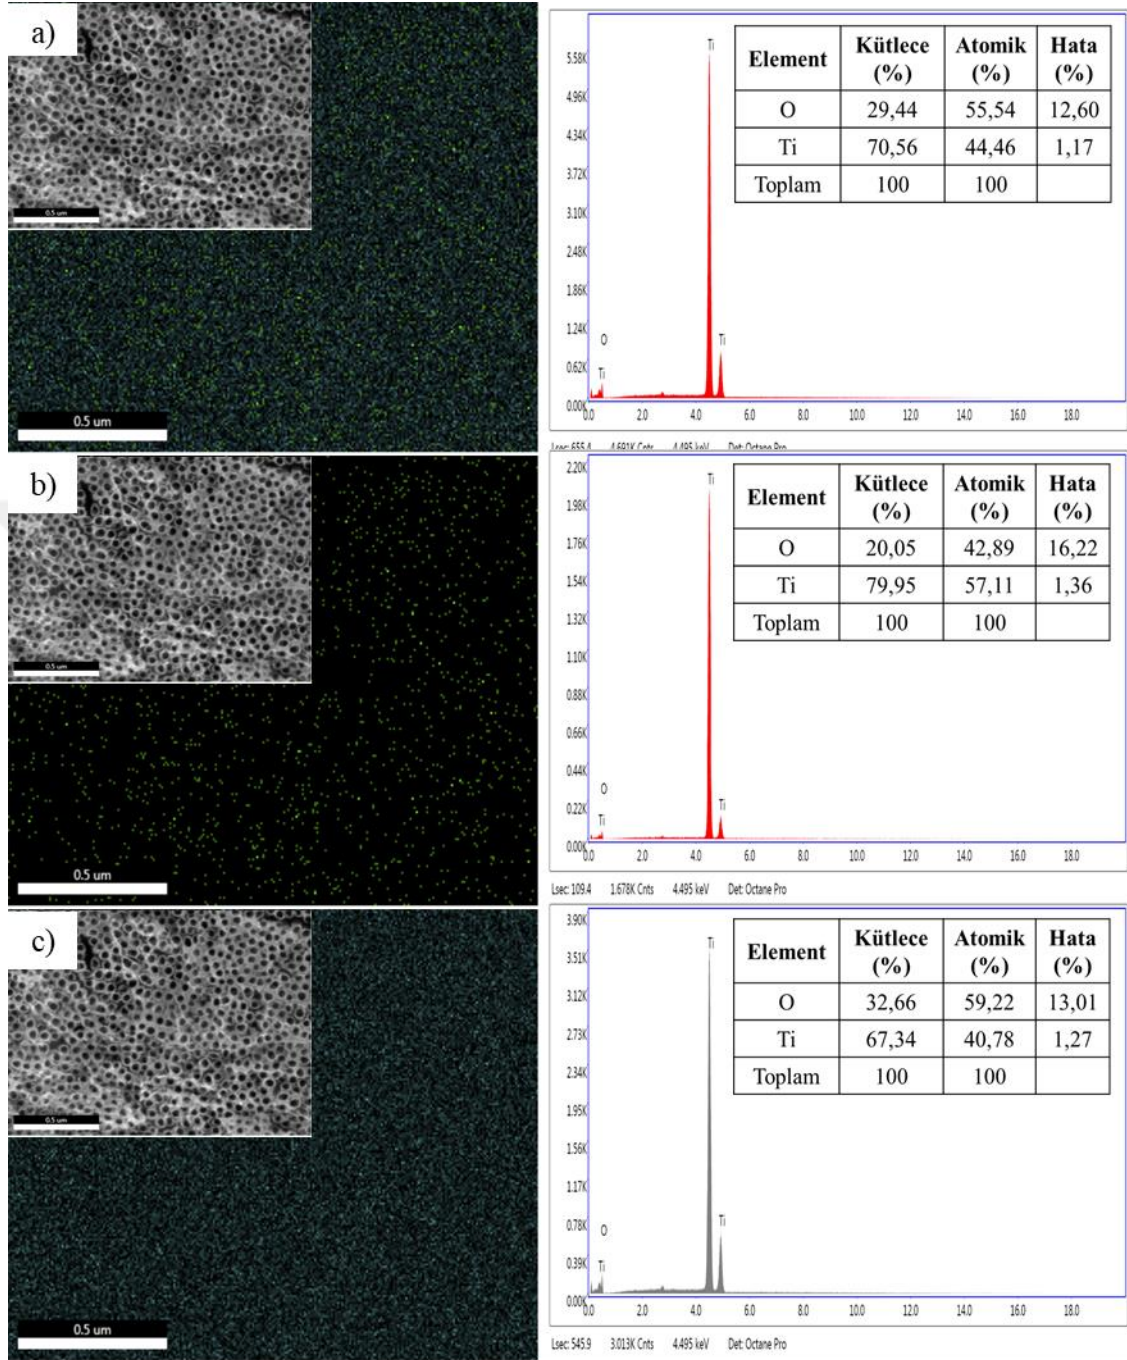 a)
0.5 um
0.5 um
5.58K
4.96K
4.34K
3.72K
3.10K
2.48K
1.86K
1.24K
0.62K
0.00K
Ti
O
Ti
Ti
0.0 2.0 4.0 6.0 8.0 10.0 12.0 14.0 16.0 18.0
Lsec: 655.4 4.691K Cnts 4.495 keV Det: Octane Pro
Element Kütlece (%) Atomik (%) Hata (%)
O 29,44 55,54 12,60
Ti 70,56 44,46 1,17
Toplam 100 100
b)
0.5 um
0.5 um
2.20K
1.98K
1.76K
1.54K
1.32K
1.10K
0.88K
0.66K
0.44K
0.22K
0.00K
Ti
O
Ti
Ti
0.0 2.0 4.0 6.0 8.0 10.0 12.0 14.0 16.0 18.0
Lsec: 109.4 1.678K Cnts 4.495 keV Det: Octane Pro
Element Kütlece (%) Atomik (%) Hata (%)
O 20,05 42,89 16,22
Ti 79,95 57,11 1,36
Toplam 100 100
c)
0.5 um
0.5 um
3.90K
3.51K
3.12K
2.73K
2.34K
1.95K
1.56K
1.17K
0.78K
0.39K
0.00K
Ti
O
Ti
Ti
0.0 2.0 4.0 6.0 8.0 10.0 12.0 14.0 16.0 18.0
Lsec: 545.9 3.013K Cnts 4.495 keV Det: Octane Pro
Element Kütlece (%) Atomik (%) Hata (%)
O 32,66 59,22 13,01
Ti 67,34 40,78 1,27
Toplam 100 100